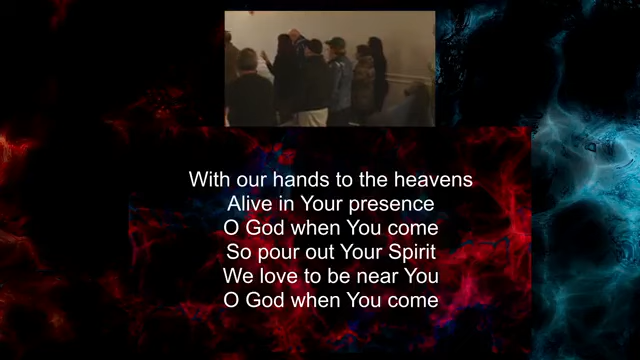 With our hands to the heavens
Alive in Your presence
O God when You come
So pour out Your Spirit
We love to be near You
O God when You come